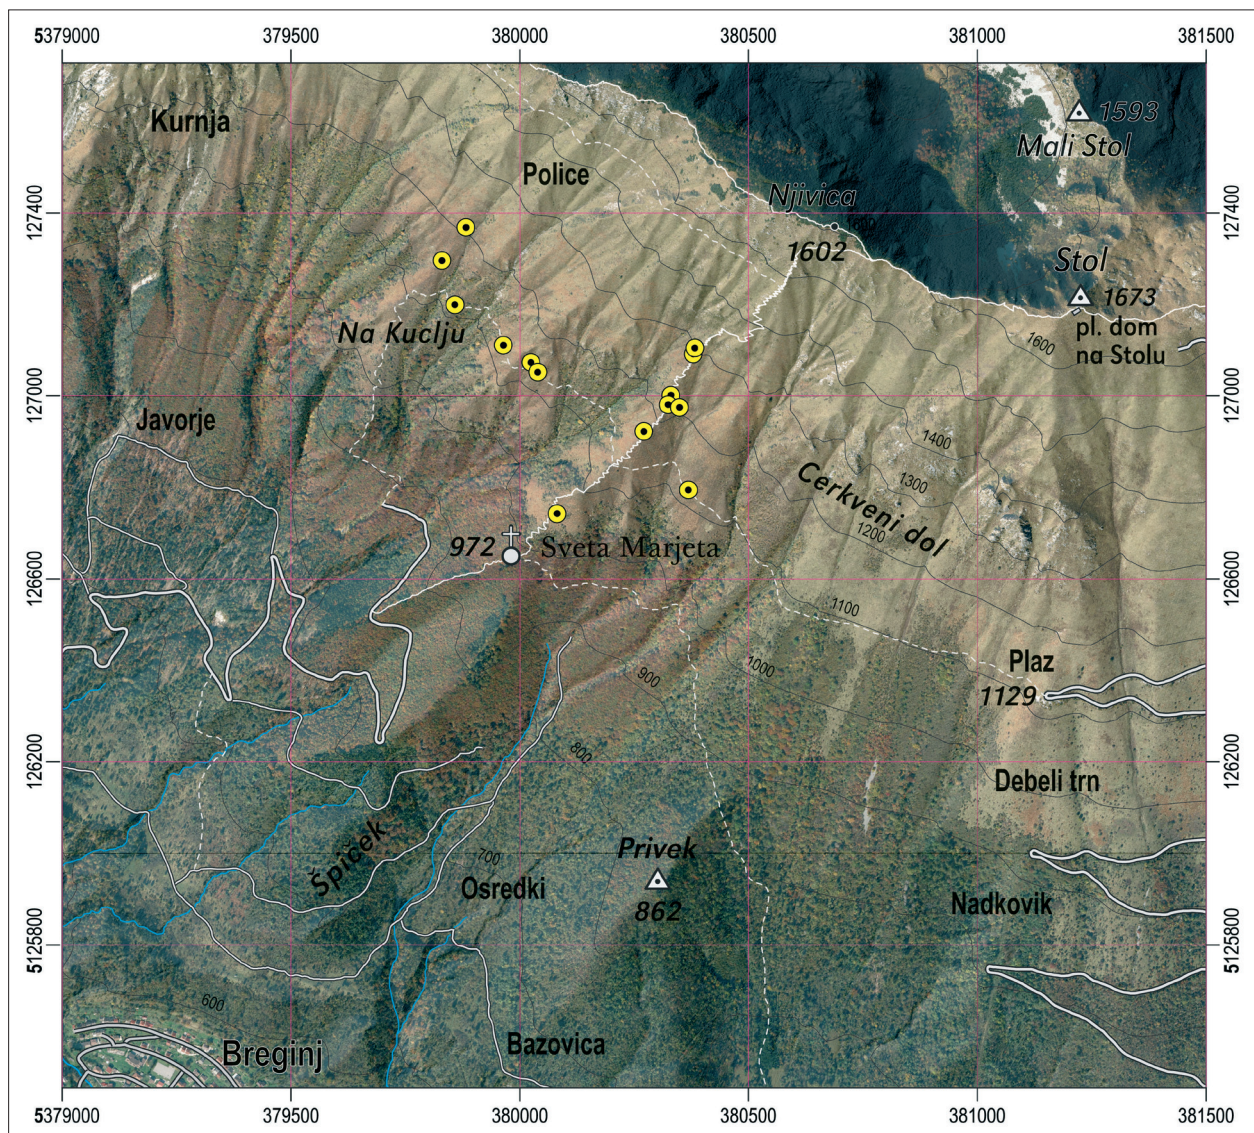 5379000 379500 380000 380500 381000 381500
1593
Kurnja
Mali Stol
Police
Njivica
127400
127400
1602
Stol
1673
pl. dom
na Stolu
Na Kuclju
1600
127000
127000
Javorje
1400
1300
Cerkveni dol
1200
972
Sveta Marjeta
126600
126600
1100
Plaz
1000
900
1129
800
126200
126200
Debeli trn
Špiček
Privek
700
Osredki
862
Nadkovik
5125800
5125800
600
Breginj
Bazovica
5379000 379500 380000 380500 381000 381500